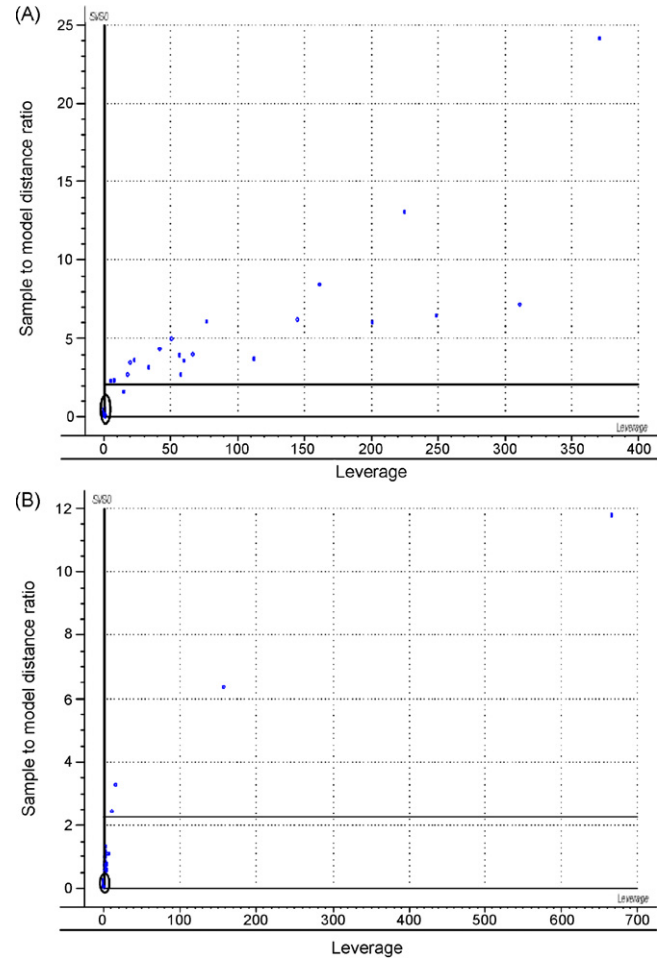 (A)
Si/S0
25
20
15
10
5
0
Sample to model distance ratio
Leverage
0 50 100 150 200 250 300 350 400
Leverage
(B)
Si/S0
12
10
8
6
4
2
0
Sample to model distance ratio
Leverage
0 100 200 300 400 500 600 700
Leverage